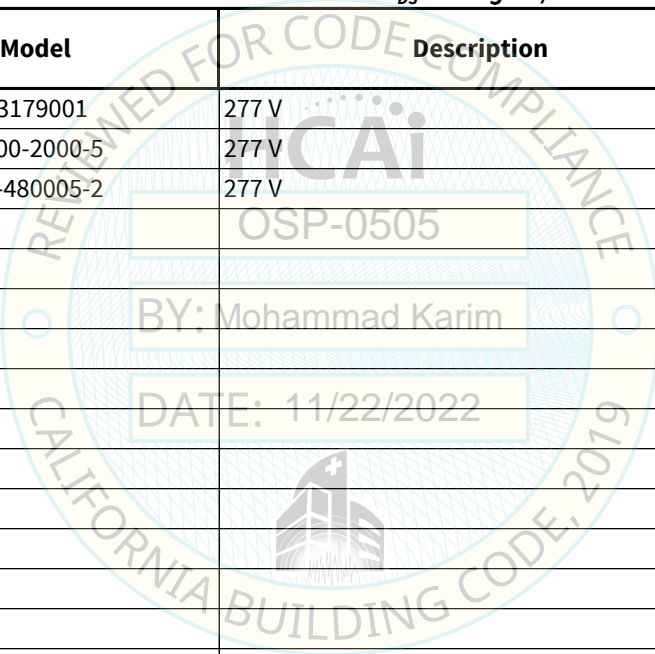 Model Description
3179001 277 V
00-2000-5 277 V
-480005-2 277 V
REVIEWED FOR CODE COMPLIANCE
HCAi
OSP-0505
BY: Mohammad Karim
DATE: 11/22/2022
CALIFORNIA BUILDING CODE, 2019